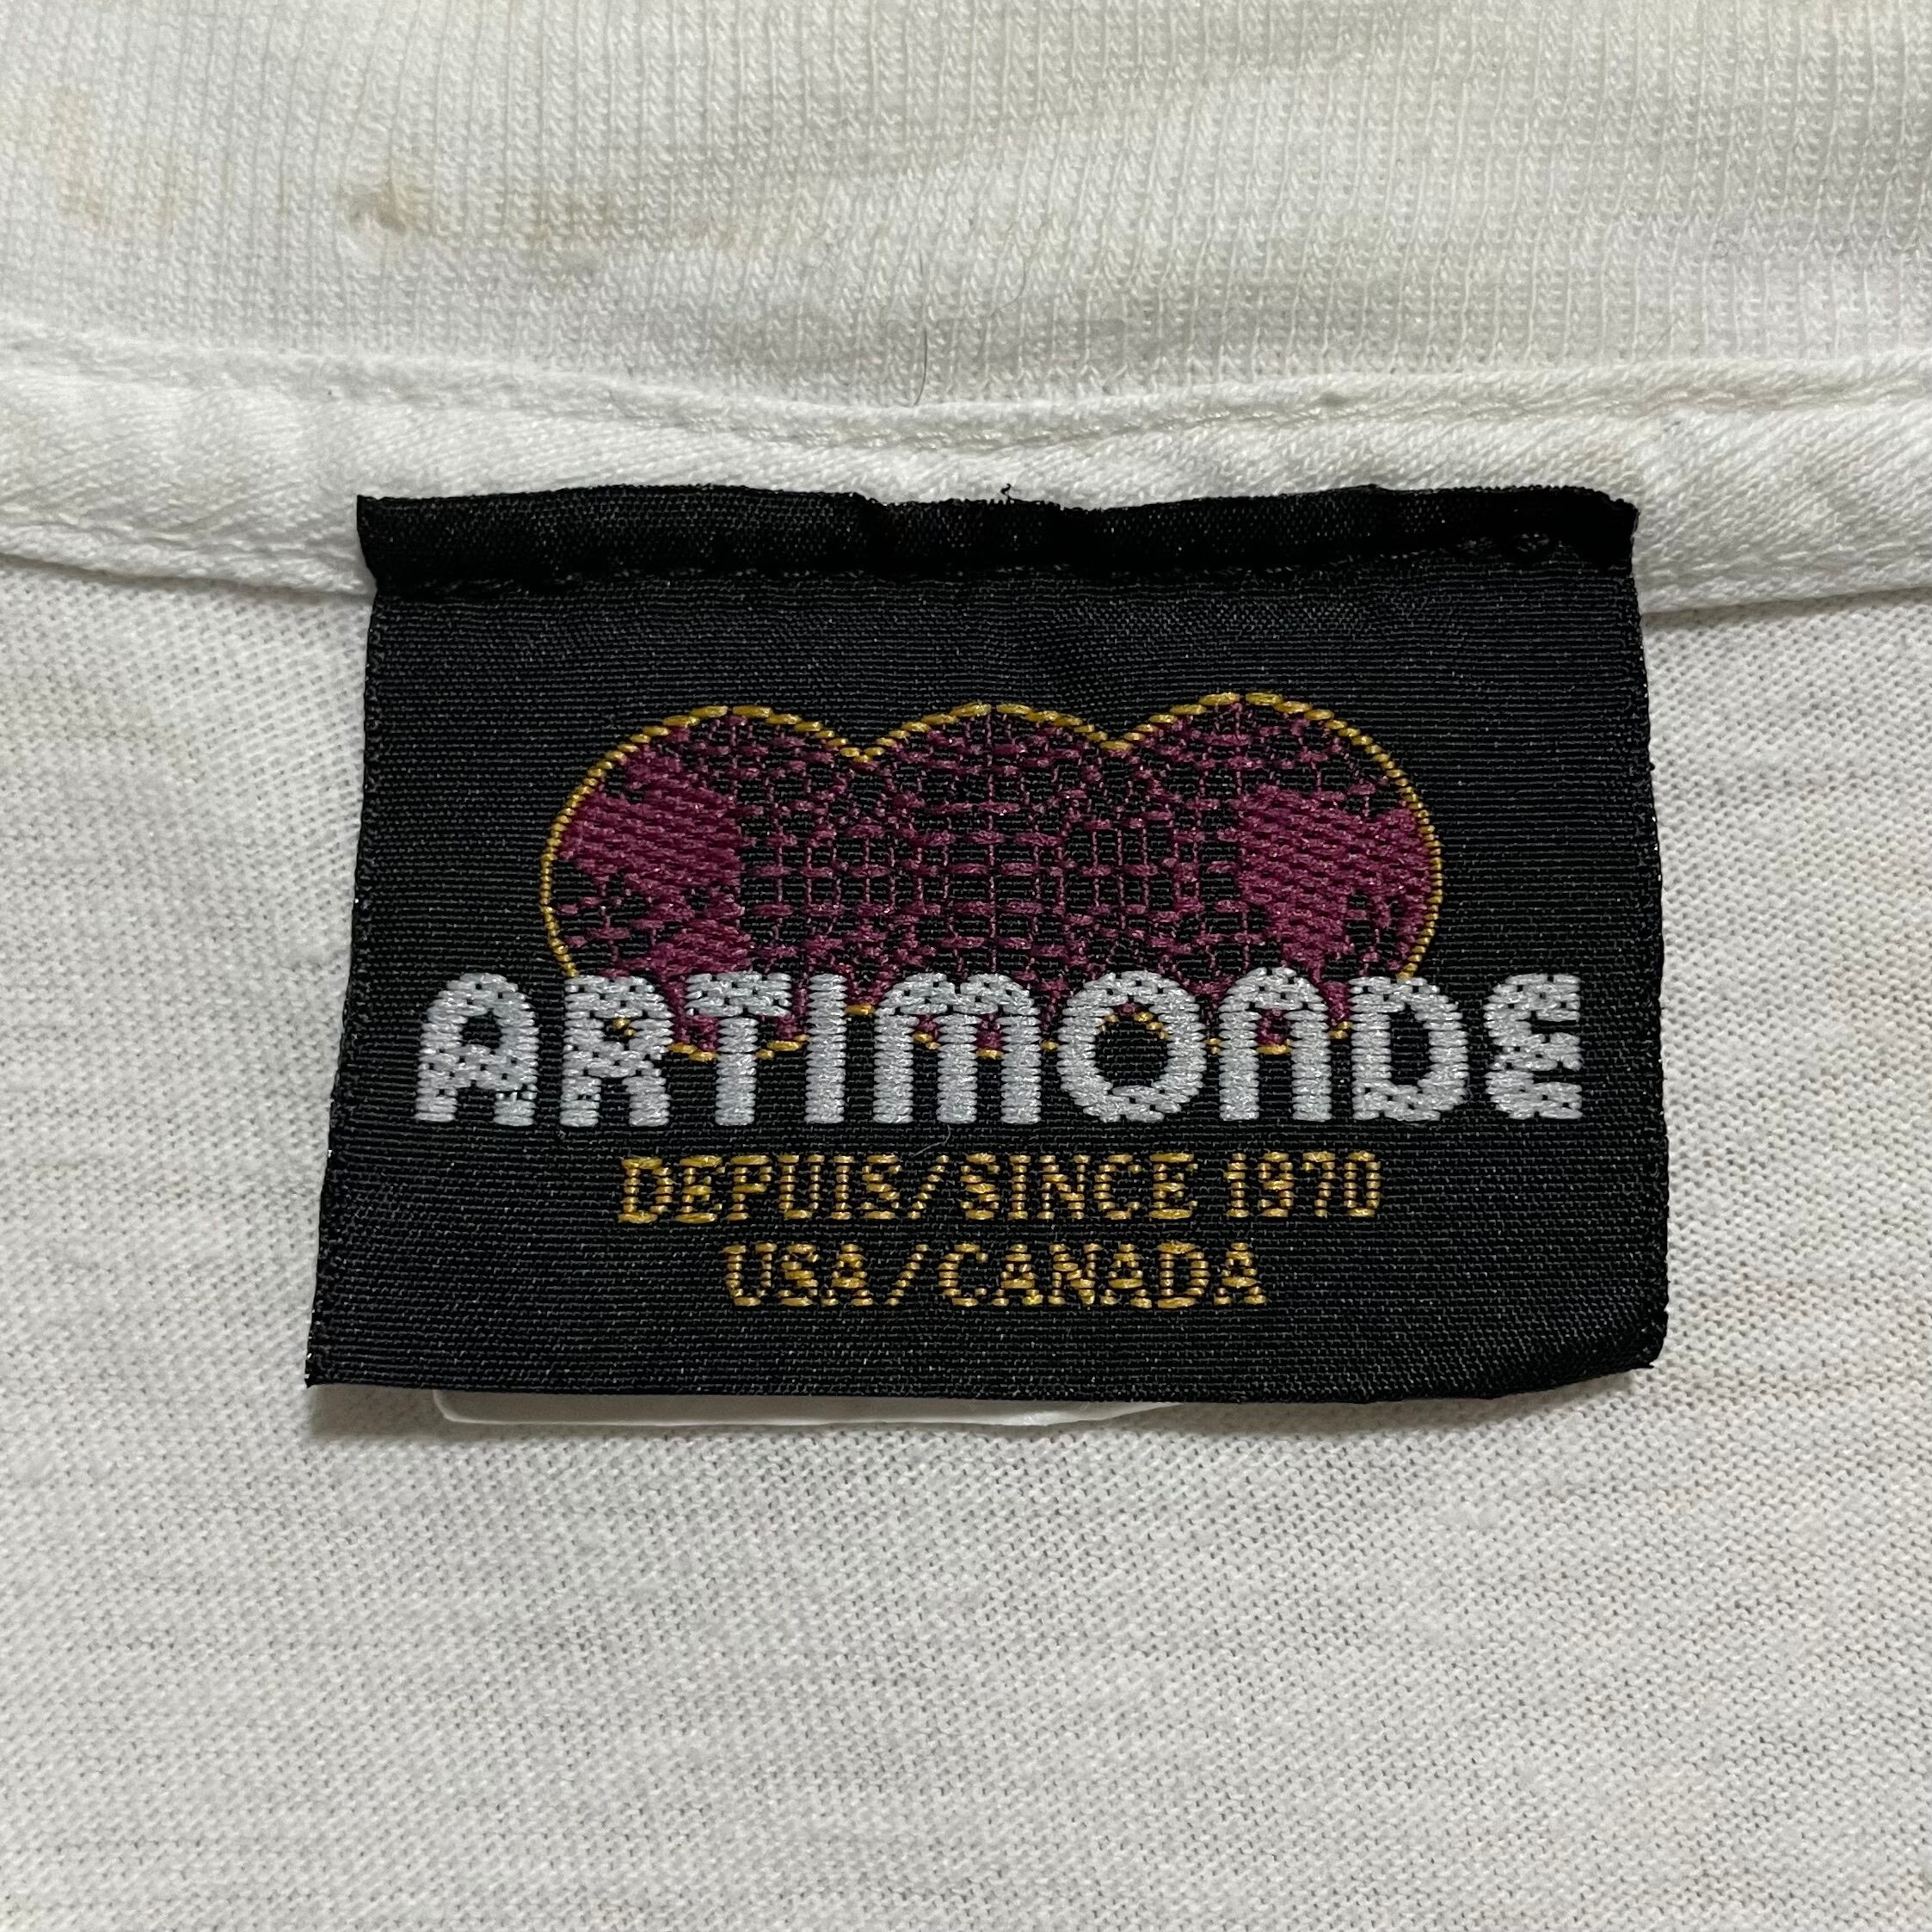 ARTIMONDE
DEPUIS/SINCE 1970
USA/CANADA